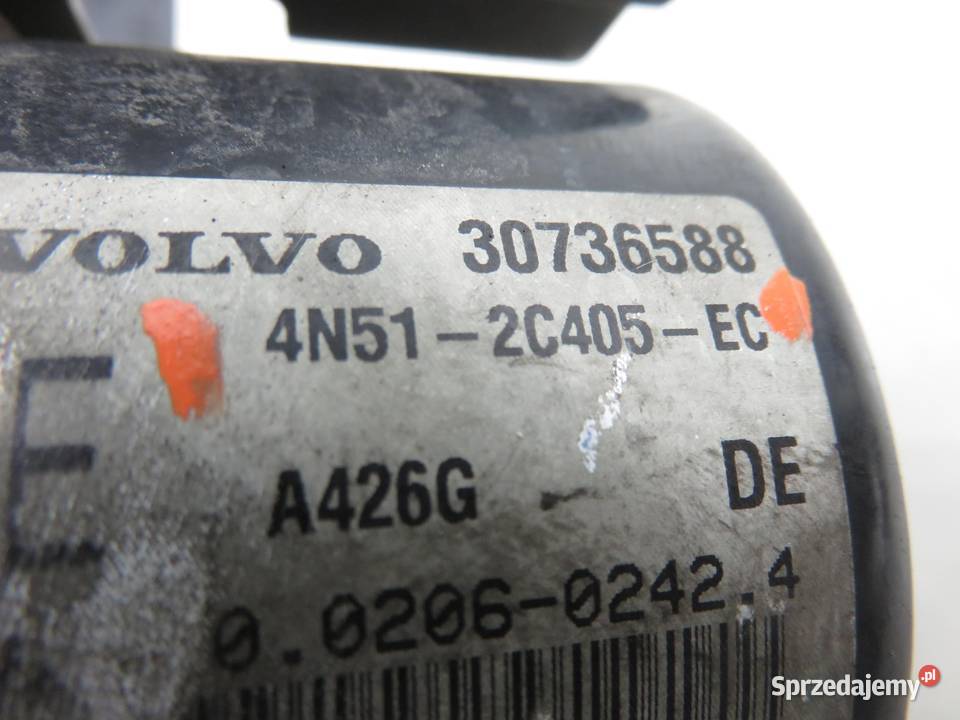 VOLVO 30736588
4N51-2C405-EC
E
A426G DE
0.0206-0242.4
Sprzedajemy.pl